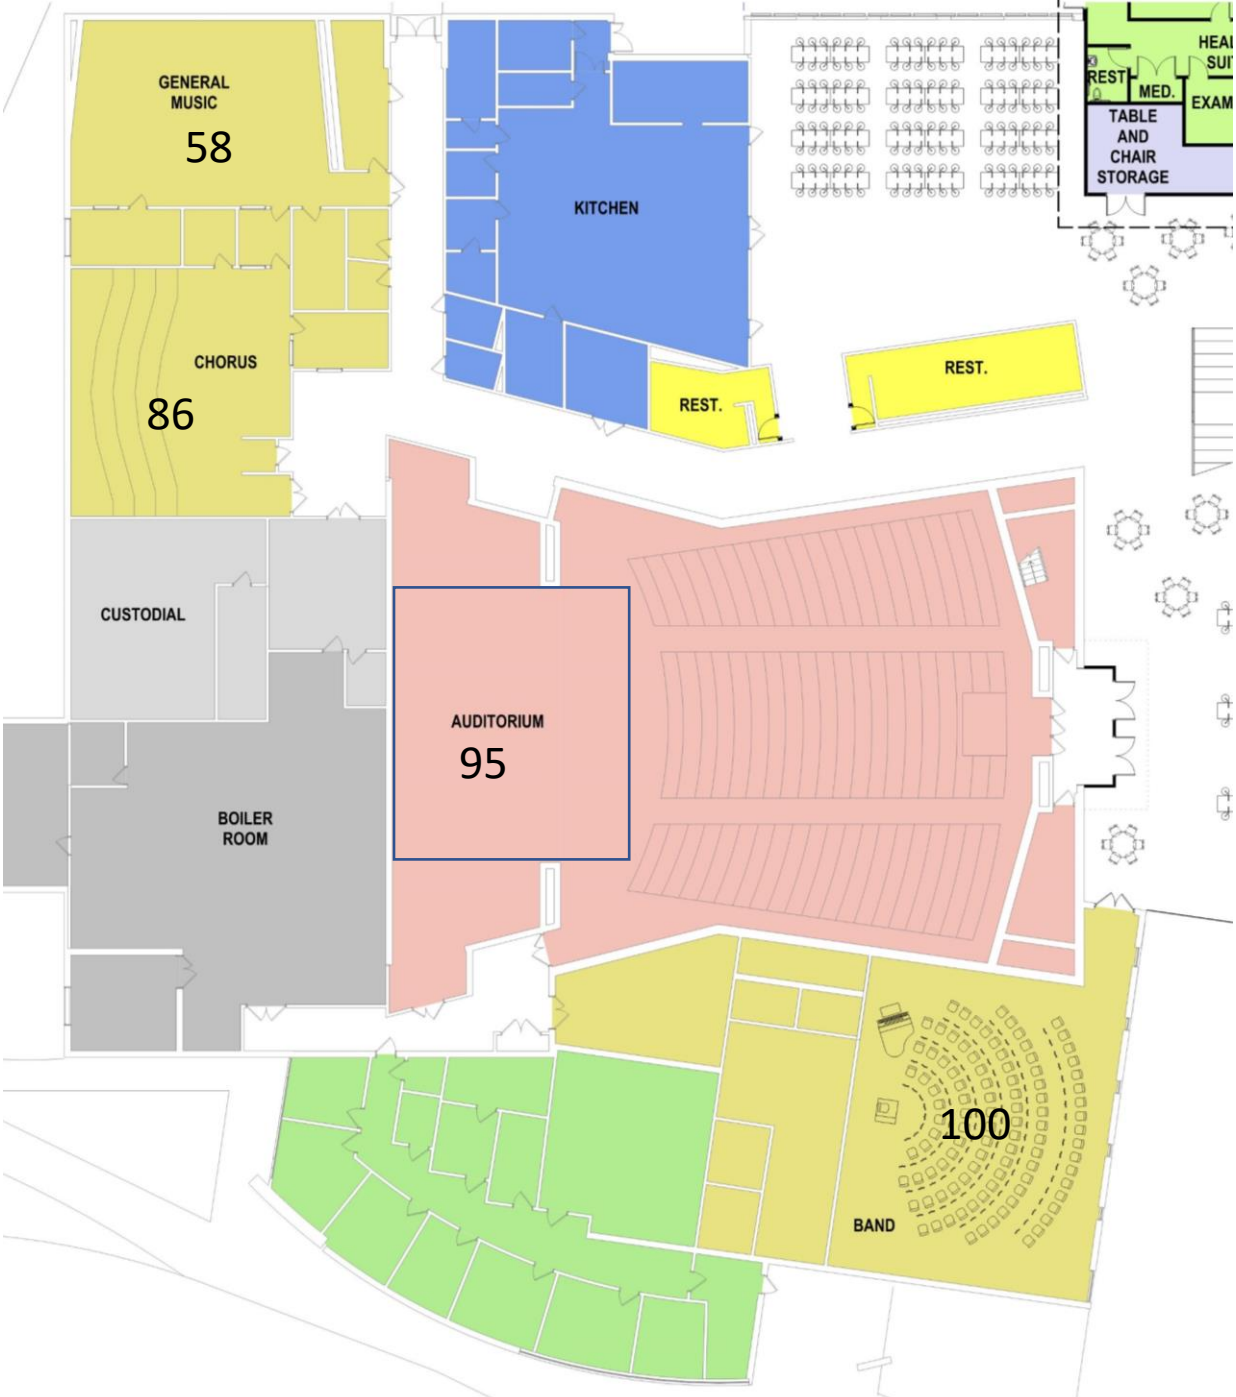 GENERAL
MUSIC
58
KITCHEN
REST
MED.
EXAM
TABLE
AND
CHAIR
STORAGE
CHORUS
86
REST.
REST.
CUSTODIAL
AUDITORIUM
95
BOILER
ROOM
100
BAND